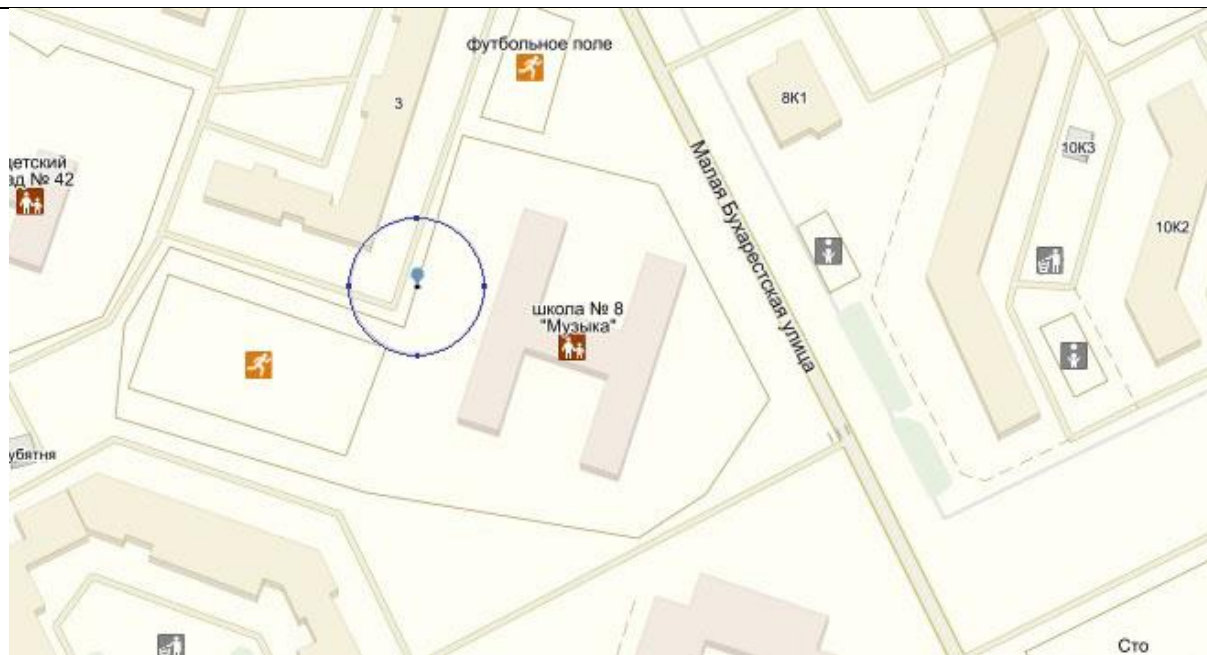 футбольное поле
3
8К1
10К3
детский
ад № 42
Малая Бухарестская улица
10К2
школа № 8
"Музыка"
убятня
Сто